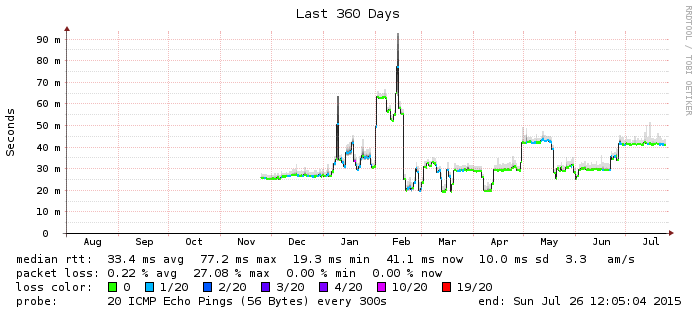 Last 360 Days
RRDTOOL / TOBI OETIKER
Seconds
90 m
80 m
70 m
60 m
50 m
40 m
30 m
20 m
10 m
0
Aug Sep Oct Nov Dec Jan Feb Mar Apr May Jun Jul
median rtt: 33.4 ms avg 77.2 ms max 19.3 ms min 41.1 ms now 10.0 ms sd 3.3 am/s
packet loss: 0.22 % avg 27.08 % max 0.00 % min 0.00 % now
loss color: 0 1/20 2/20 3/20 4/20 10/20 19/20
probe: 20 ICMP Echo Pings (56 Bytes) every 300s end: Sun Jul 26 12:05:04 2015